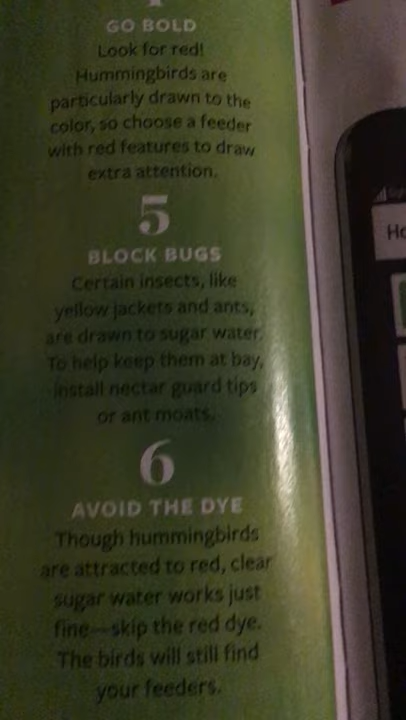 GO BOLD
Look for red!
Hummingbirds are
particularly drawn to the
color, so choose a feeder
with red features to draw
extra attention.
5
BLOCK BUGS
Certain insects, like
yellow jackets and ants,
are drawn to sugar water.
To help keep them at bay,
install nectar guard tips
or ant moats.
6
AVOID THE DYE
Though hummingbirds
are attracted to red, clear
sugar water works just
fine—skip the red dye.
The birds will still find
your feeders.